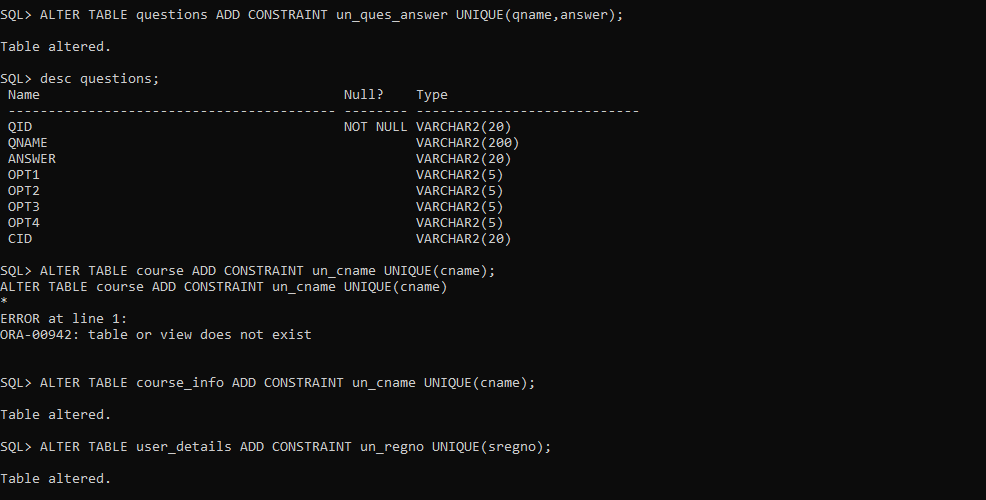 SQL> ALTER TABLE questions ADD CONSTRAINT un_ques_answer UNIQUE(qname,answer);
Table altered.
SQL> desc questions;
Name Null? Type
----------------------------------------- -------- ----------------------------
QID NOT NULL VARCHAR2(20)
QNAME VARCHAR2(200)
ANSWER VARCHAR2(20)
OPT1 VARCHAR2(5)
OPT2 VARCHAR2(5)
OPT3 VARCHAR2(5)
OPT4 VARCHAR2(5)
CID VARCHAR2(20)
SQL> ALTER TABLE course ADD CONSTRAINT un_cname UNIQUE(cname);
ALTER TABLE course ADD CONSTRAINT un_cname UNIQUE(cname)
*
ERROR at line 1:
ORA-00942: table or view does not exist
SQL> ALTER TABLE course_info ADD CONSTRAINT un_cname UNIQUE(cname);
Table altered.
SQL> ALTER TABLE user_details ADD CONSTRAINT un_regno UNIQUE(sregno);
Table altered.